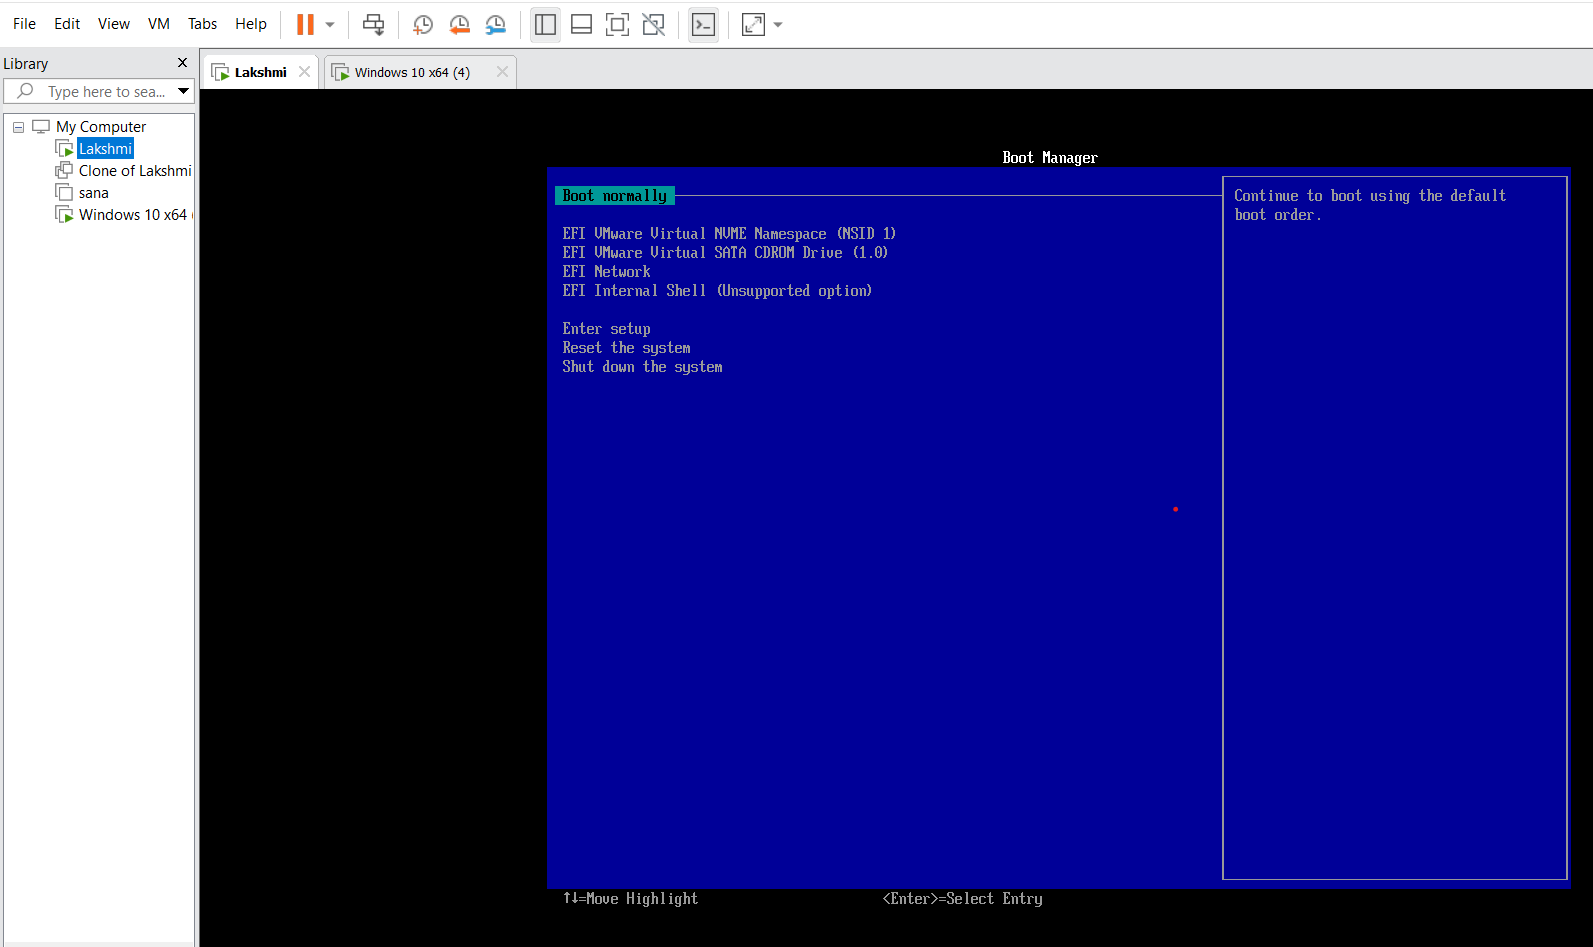 File Edit View VM Tabs Help
Library
Type here to sea...
My Computer
Lakshmi
Clone of Lakshmi
sana
Windows 10 x64
Lakshmi
Windows 10 x64 (4)
Boot Manager
Boot normally
EFI VMware Virtual NVME Namespace (NSID 1)
EFI VMware Virtual SATA CDROM Drive (1.0)
EFI Network
EFI Internal Shell (Unsupported option)
Enter setup
Reset the system
Shut down the system
Continue to boot using the default
boot order.
↑↓=Move Highlight
<Enter>=Select Entry